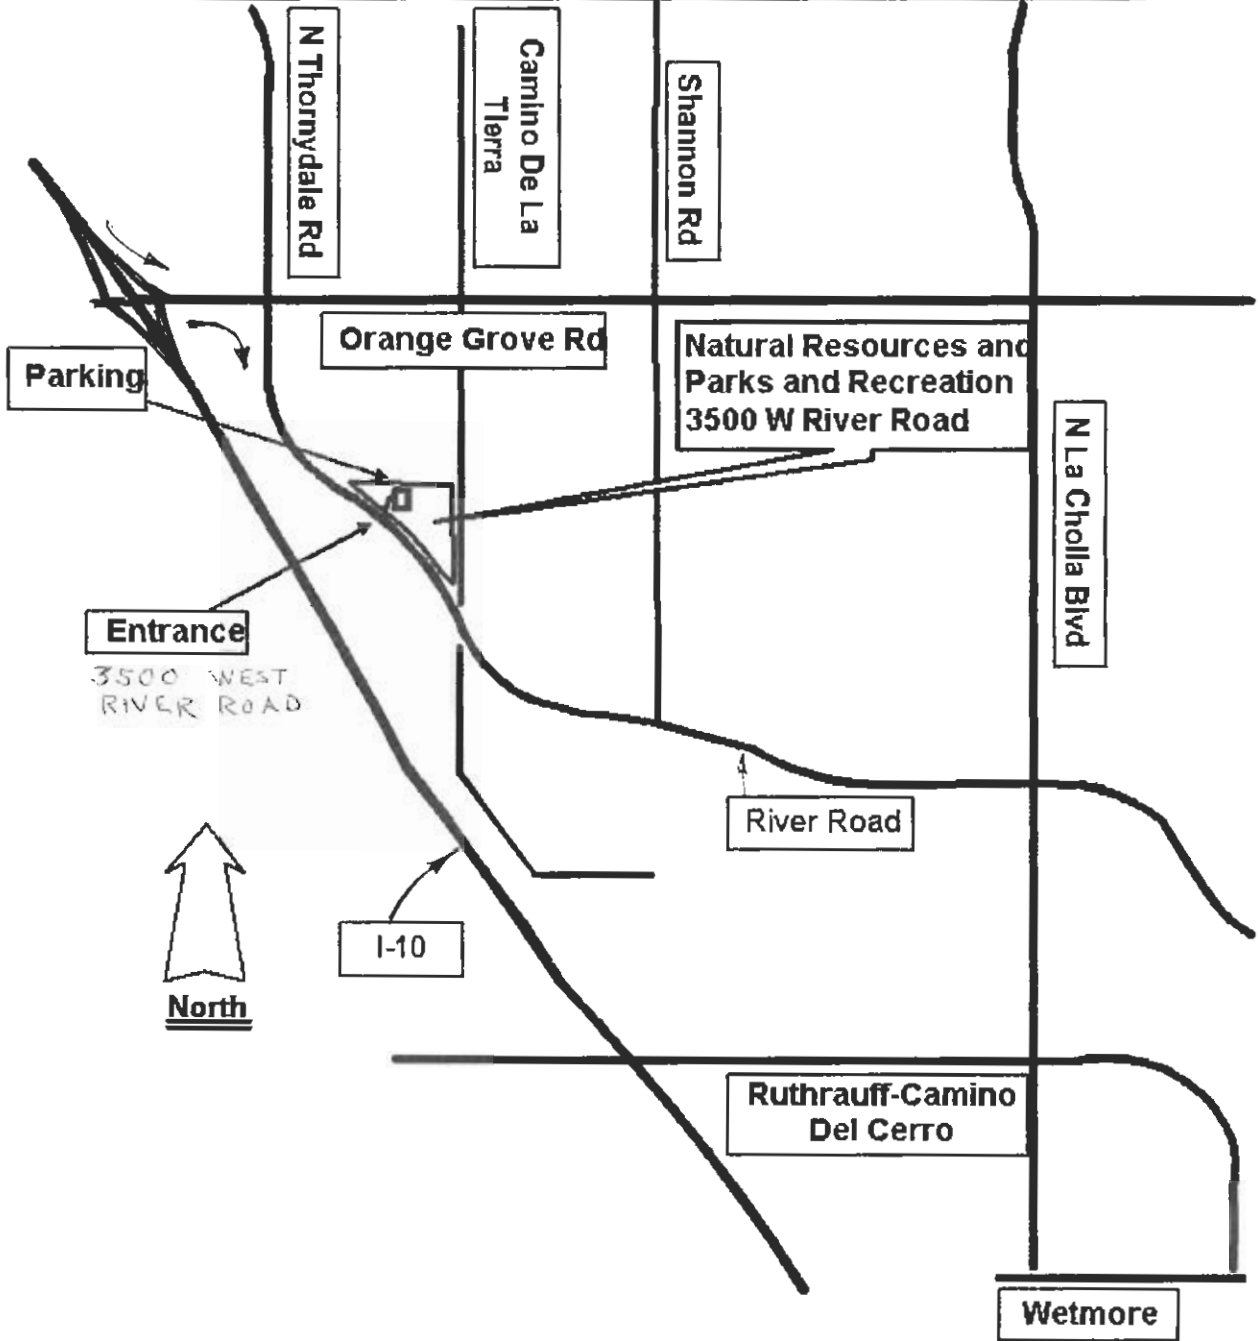 N Thornydale Rd
Camino De La
Tierra
Shannon Rd
Orange Grove Rd
Natural Resources and
Parks and Recreation
3500 W River Road
Parking
N La Cholla Blvd
Entrance
3500 WEST
RIVER ROAD
River Road
I-10
North
Ruthrauff-Camino
Del Cerro
Wetmore